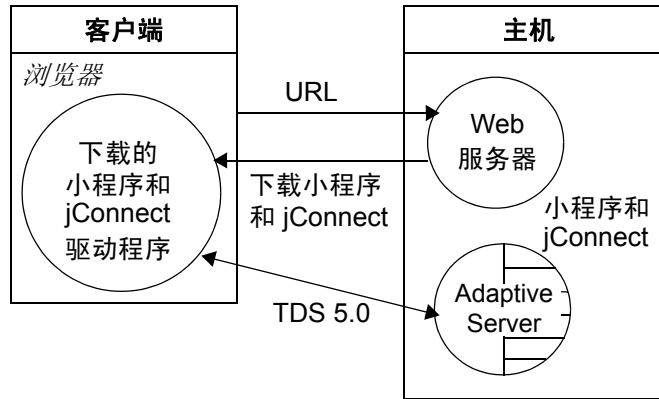 客户端
浏览器
下载的
小程序和
jConnect
驱动程序
URL
下载小程序
和 jConnect
TDS 5.0
主机
Web
服务器
小程序和
jConnect
Adaptive
Server